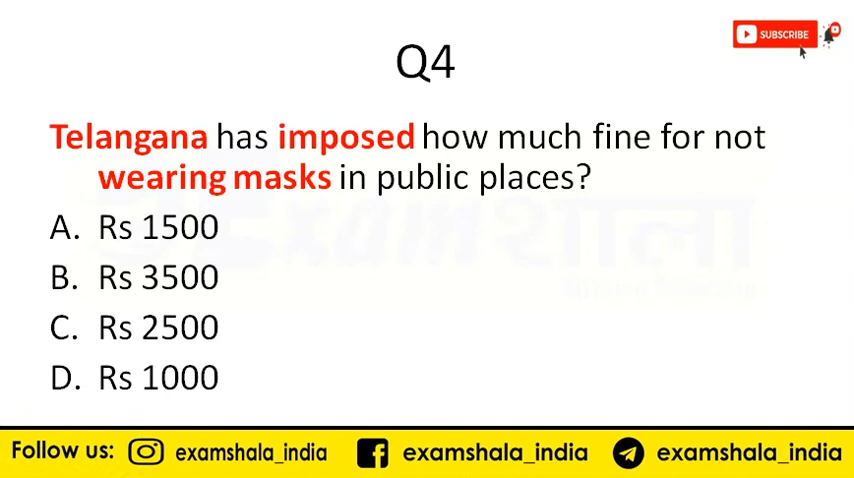 SUBSCRIBE
Q4
Telangana has imposed how much fine for not
wearing masks in public places?
Examशाला
A. Rs 1500
B. Rs 3500
C. Rs 2500
D. Rs 1000
Follow us: examshala_india examshala_india examshala_india